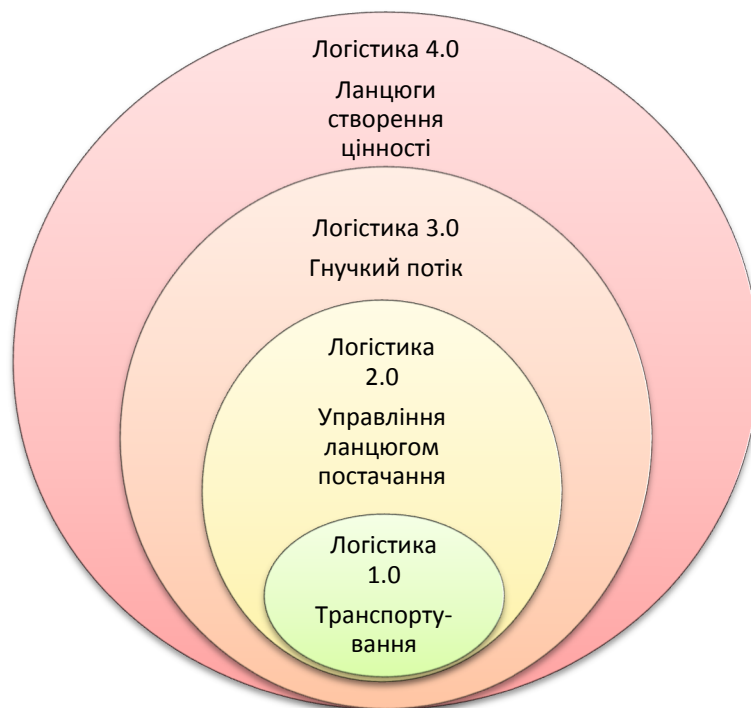 Логістика 4.0
Ланцюги
створення
цінності
Логістика 3.0
Гнучкий потік
Логістика
2.0
Управління
ланцюгом
постачання
Логістика
1.0
Транспорту-
вання